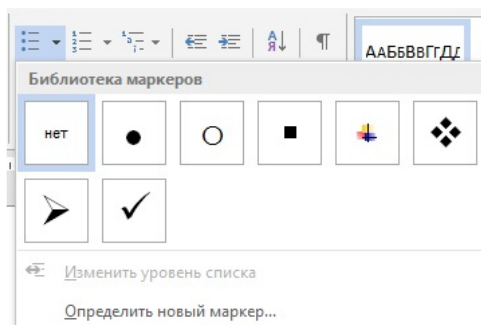 АаБбВвГгДд
Библиотека маркеров
нет
Изменить уровень списка
Определить новый маркер...